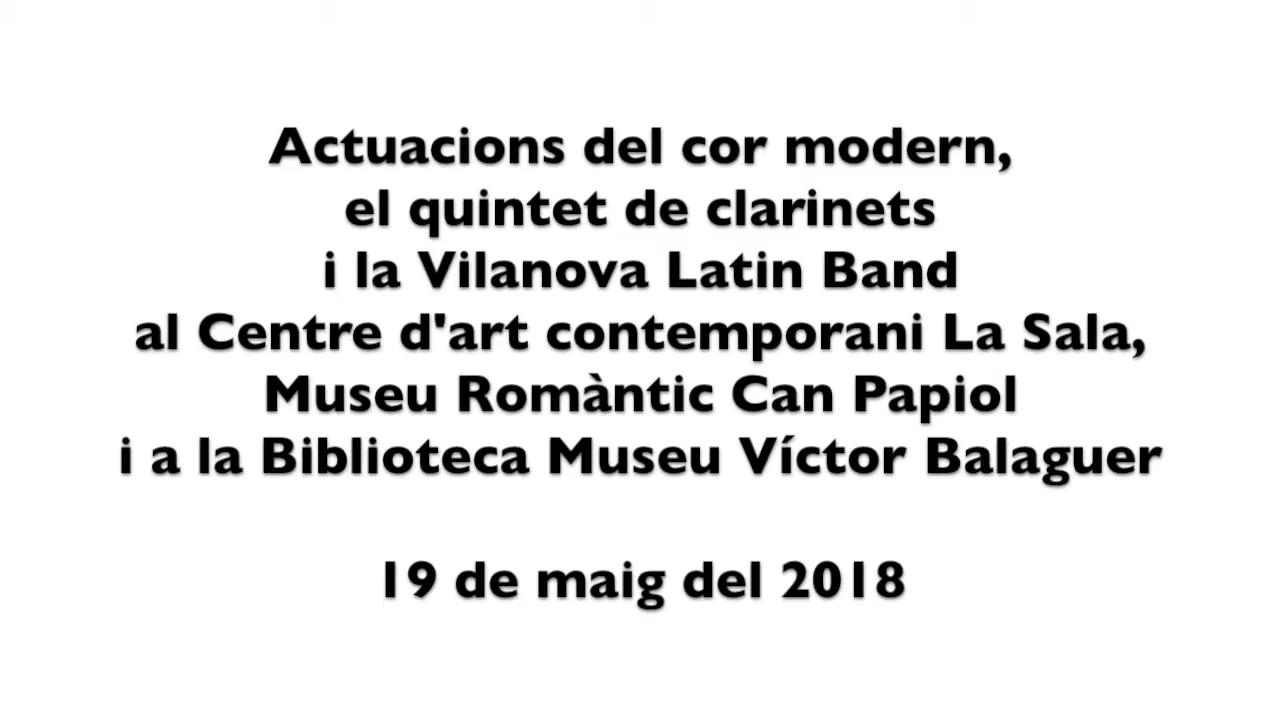 Actuacions del cor modern,
el quintet de clarinets
i la Vilanova Latin Band
al Centre d'art contemporani La Sala,
Museu Romàntic Can Papiol
i a la Biblioteca Museu Víctor Balaguer
19 de maig del 2018